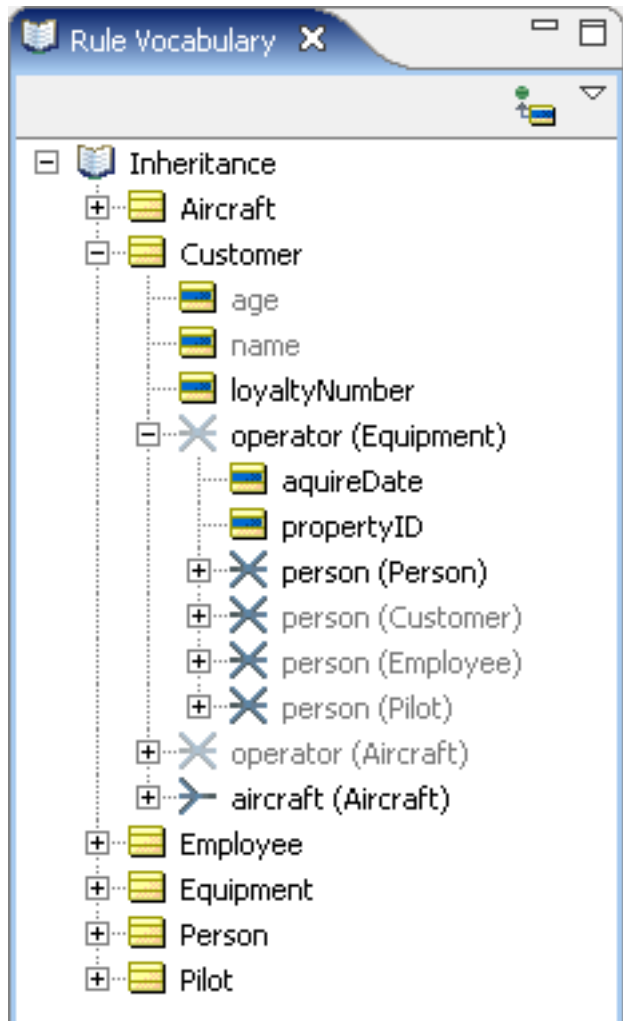 Rule Vocabulary
Inheritance
Aircraft
Customer
age
name
loyaltyNumber
operator (Equipment)
aquireDate
propertyID
person (Person)
person (Customer)
person (Employee)
person (Pilot)
operator (Aircraft)
aircraft (Aircraft)
Employee
Equipment
Person
Pilot